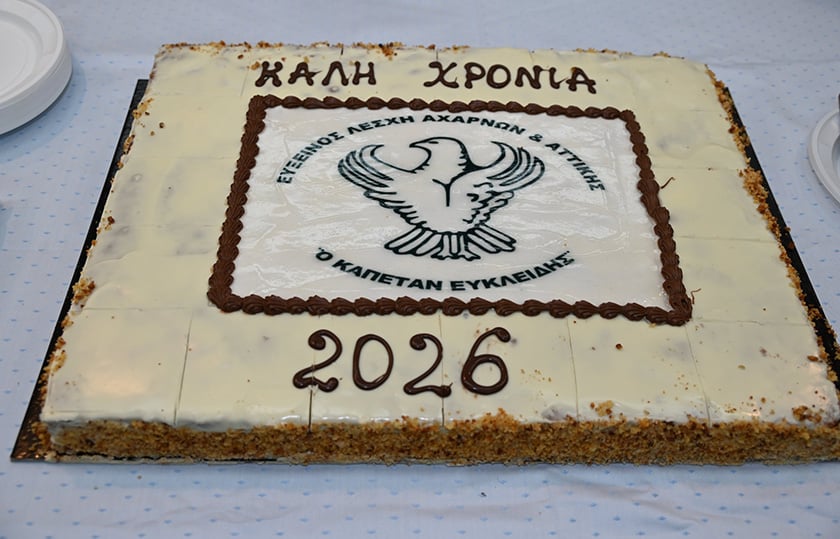 ΚΑΛΗ ΧΡΟΝΙΑ
ΕΥΞΕΙΝΟΣ ΛΕΣΧΗ ΑΧΑΡΝΩΝ & ΑΤΤΙΚΗΣ
"Ο ΚΑΠΕΤΑΝ ΕΥΚΛΕΙΔΗΣ"
2026